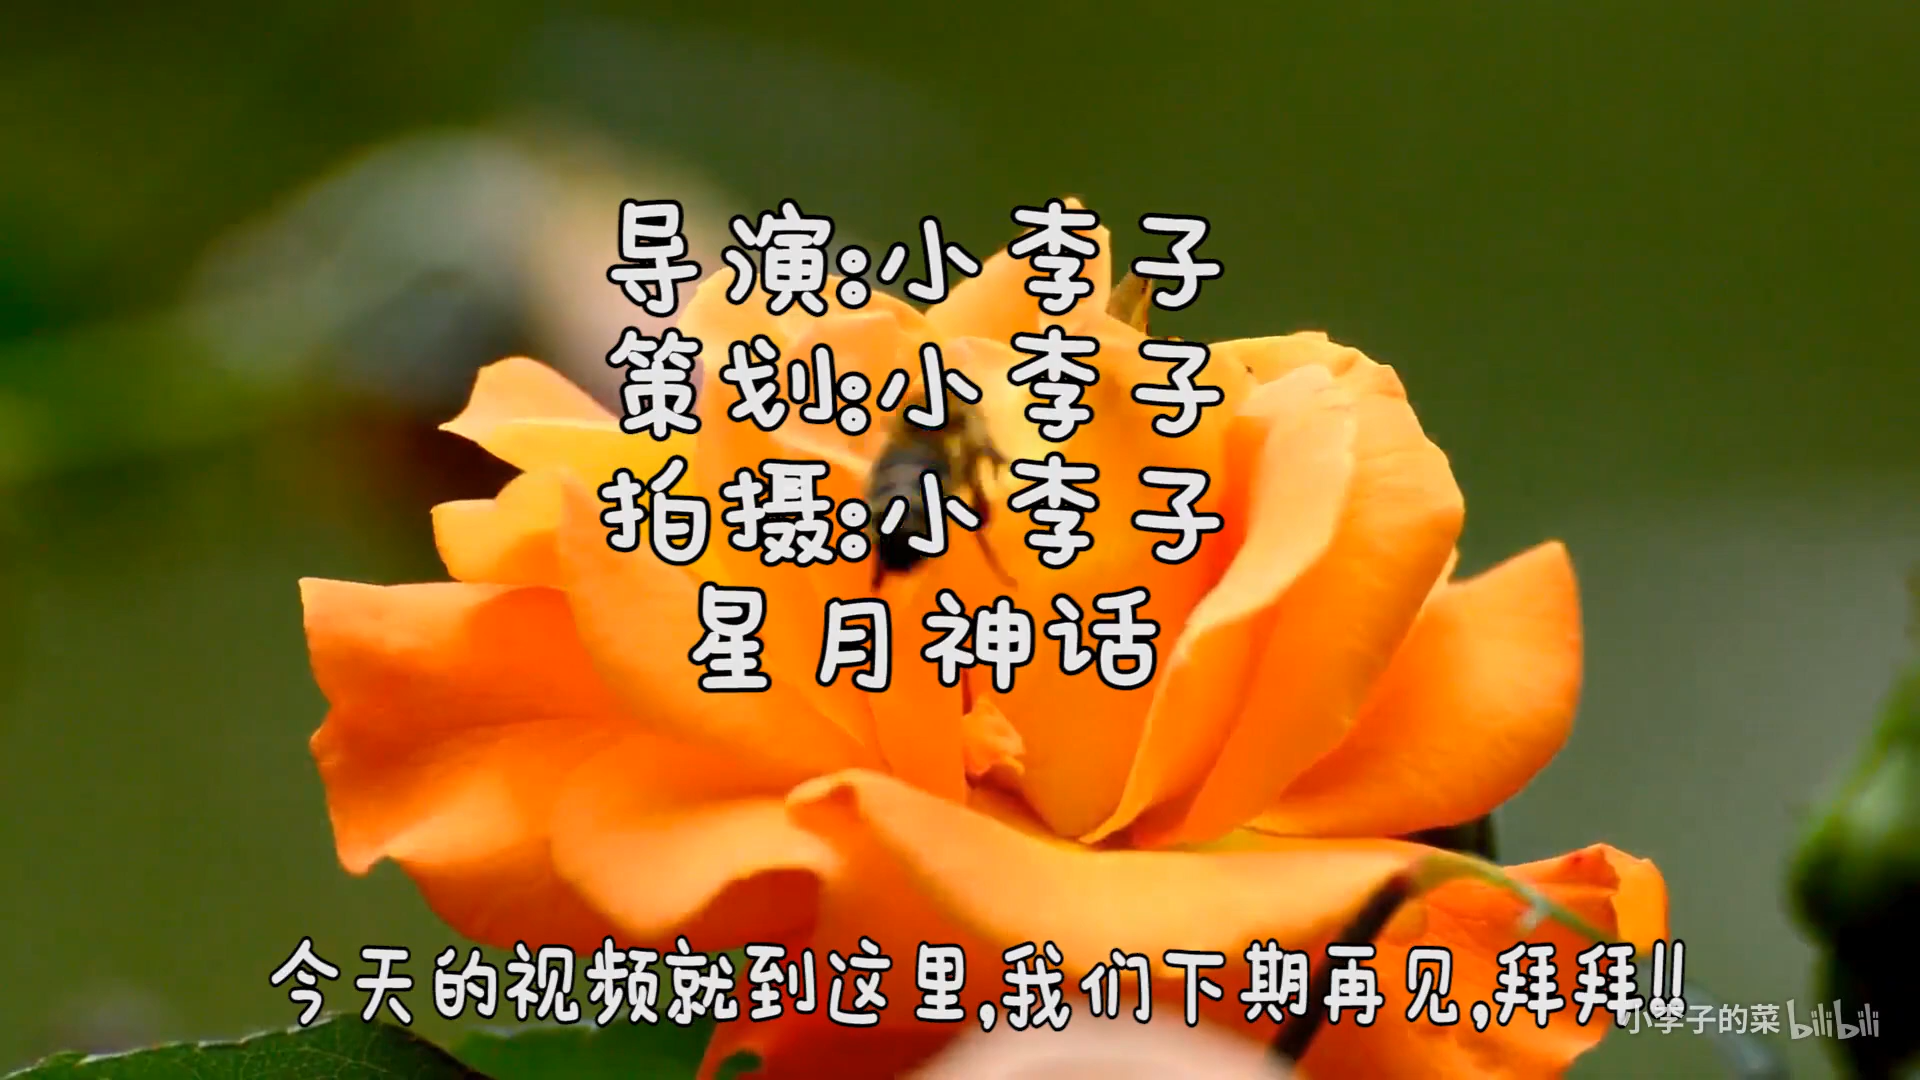 导演:小李子
策划:小李子
拍摄:小李子
星月神话
今天的视频就到这里,我们下期再见,拜拜!!
小李子的菜 bilibili